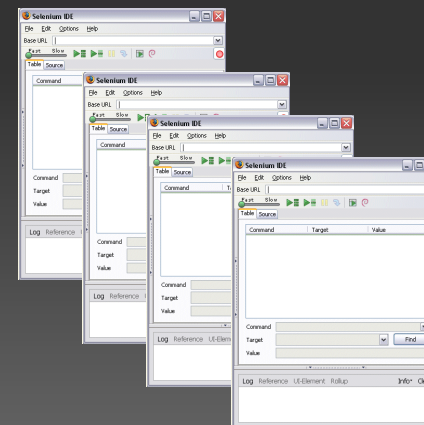 Selenium IDE
File Edit Options Help
Base URL
Fast Slow
Table Source
Command
Command
Target
Value
Log Reference
Selenium IDE
File Edit Options Help
Base URL
Fast Slow
Table Source
Command
Command
Target
Value
Log Reference
Selenium IDE
File Edit Options Help
Base URL
Fast Slow
Table Source
Command
Command
Target
Value
Log Reference UI-Elem
Selenium IDE
File Edit Options Help
Base URL
Fast Slow
Table Source
Command Target Value
Command
Target Find
Value
Log Reference UI-Element Rollup Info Cle